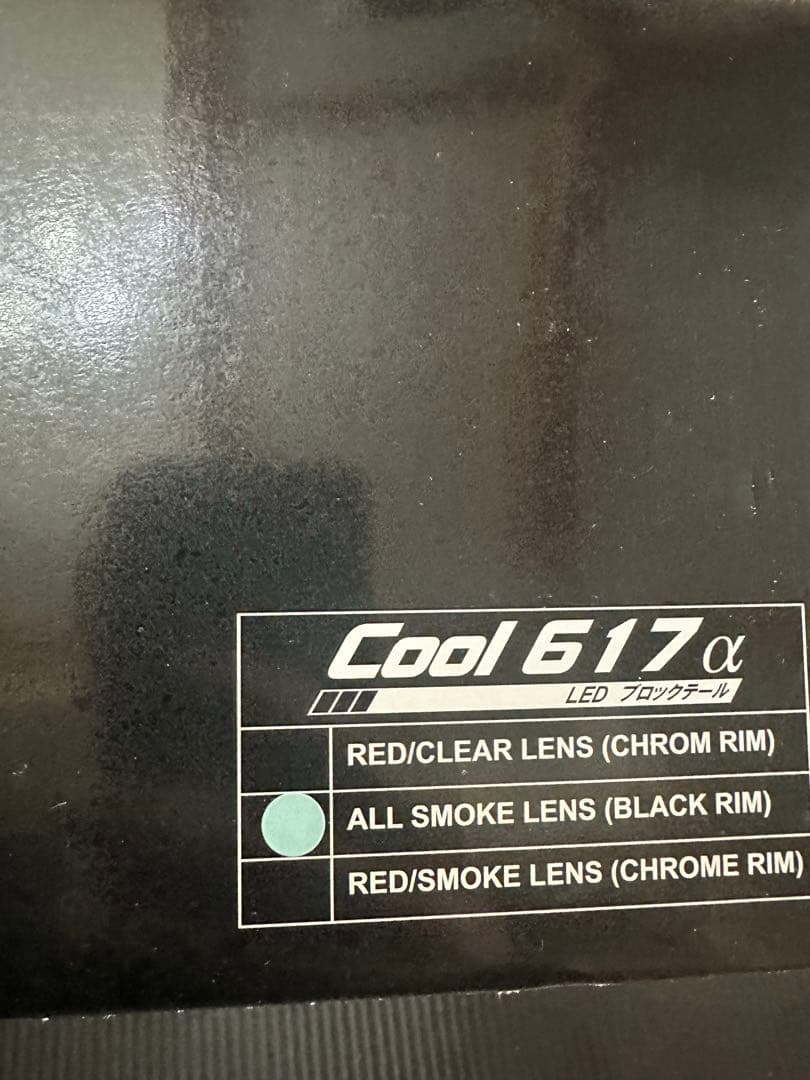 Cool 617 α
LED ブロックテール
RED/CLEAR LENS (CHROM RIM)
ALL SMOKE LENS (BLACK RIM)
RED/SMOKE LENS (CHROME RIM)